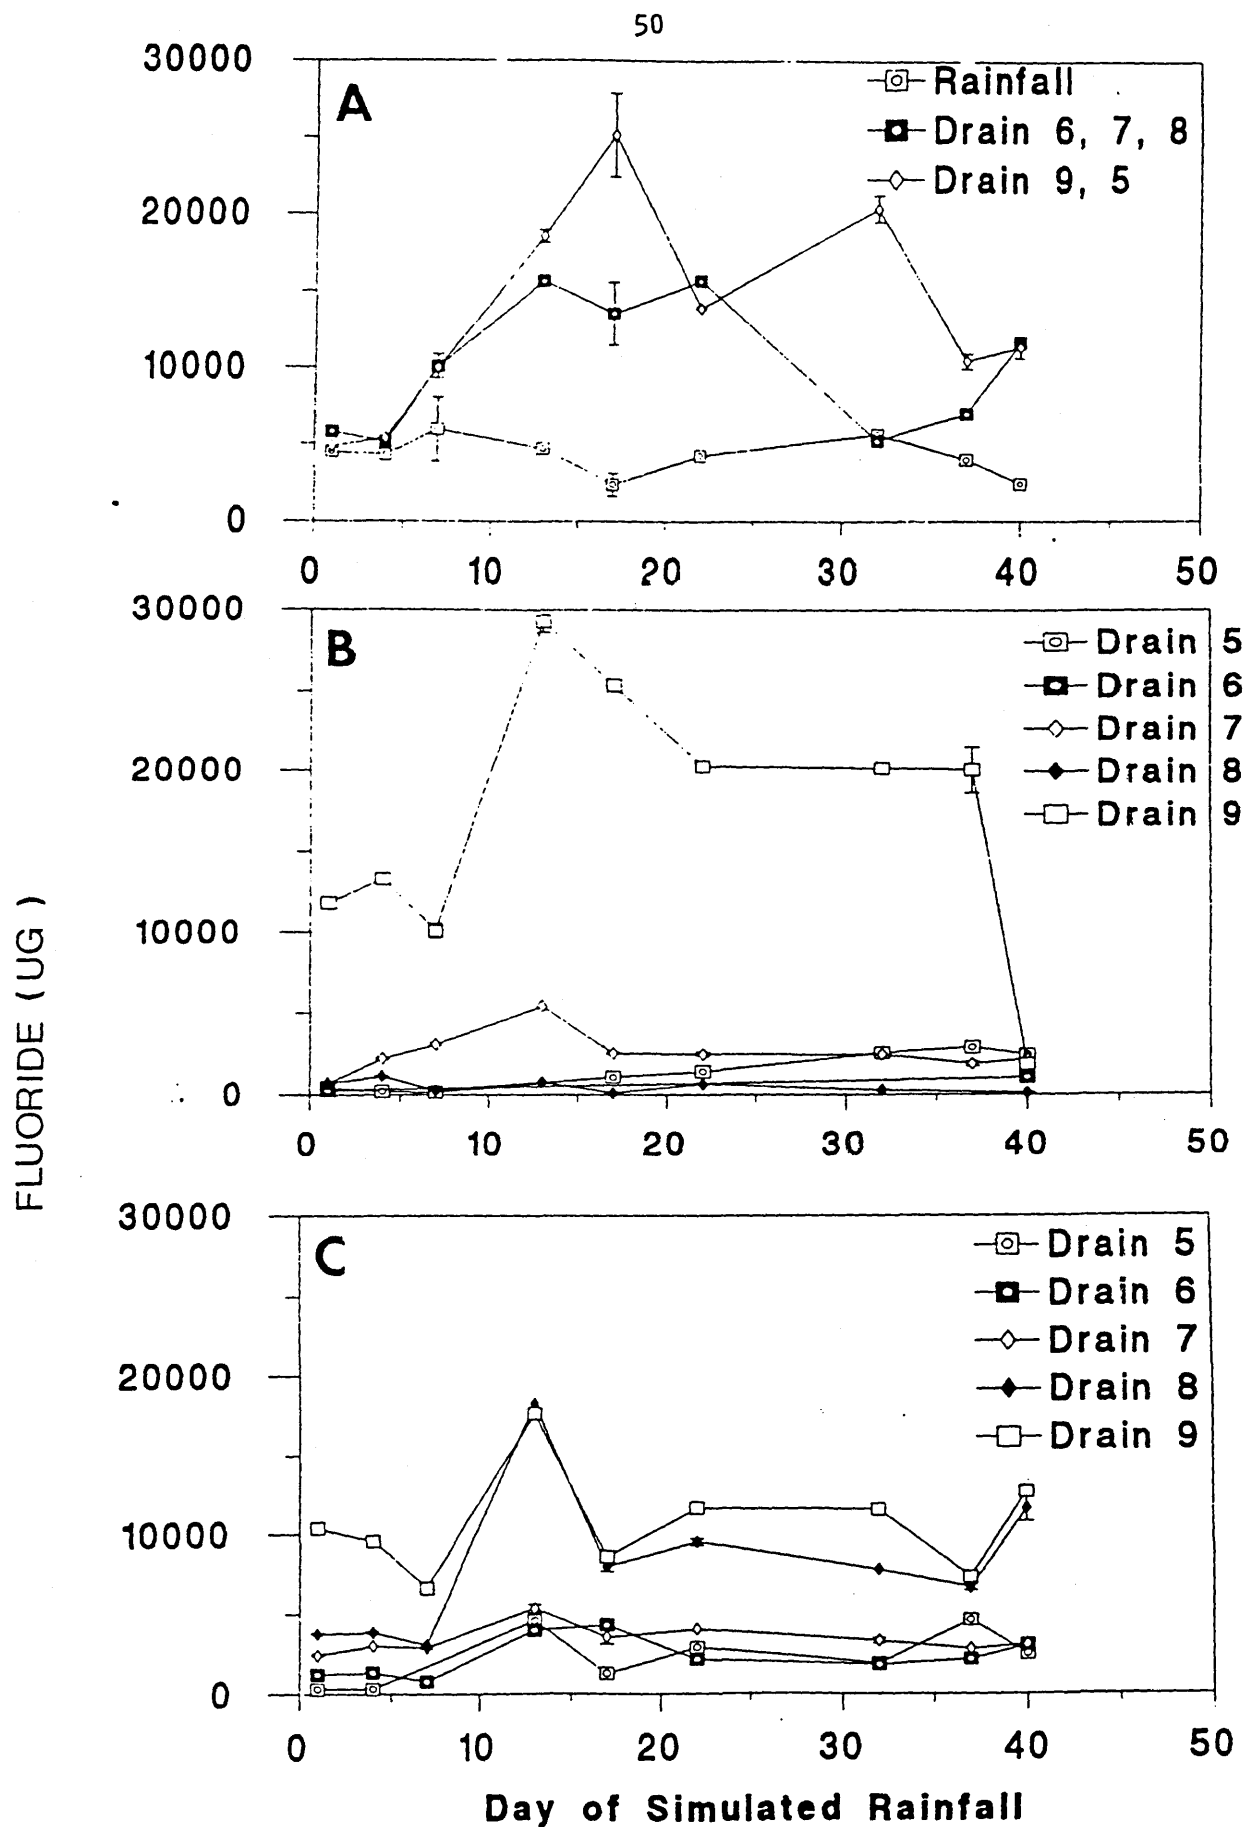 50
FLUORIDE (UG )
A
Rainfall
Drain 6, 7, 8
Drain 9, 5
30000
20000
10000
0
0 10 20 30 40 50
B
Drain 5
Drain 6
Drain 7
Drain 8
Drain 9
30000
20000
10000
0
0 10 20 30 40 50
C
Drain 5
Drain 6
Drain 7
Drain 8
Drain 9
30000
20000
10000
0
0 10 20 30 40 50
Day of Simulated Rainfall